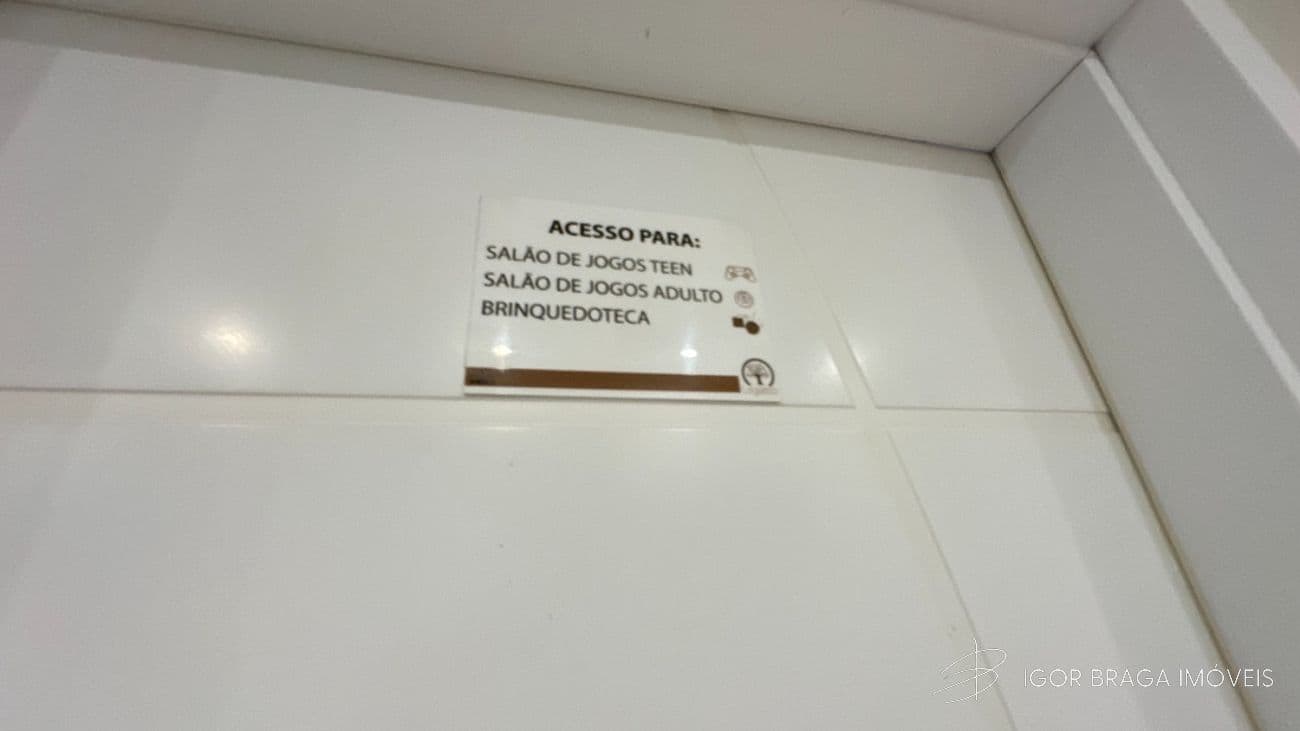 ACESSO PARA:
SALÃO DE JOGOS TEEN
SALÃO DE JOGOS ADULTO
BRINQUEDOTECA
IGOR BRAGA IMÓVEIS